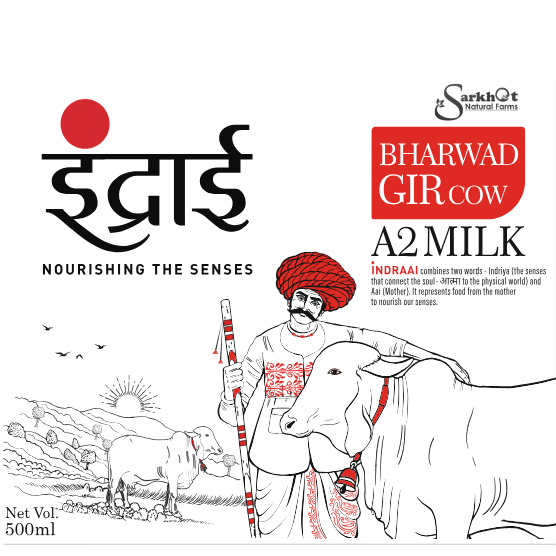 Sarkhot
Natural Farms
इंद्राई
NOURISHING THE SENSES
BHARWAD
GIR COW
A2 MILK
iNDRAAI combines two words - Indriya (the senses
that connect the soul- आत्मा to the physical world) and
Aai (Mother). It represents food from the mother
to nourish our senses.
Net Vol.
500ml